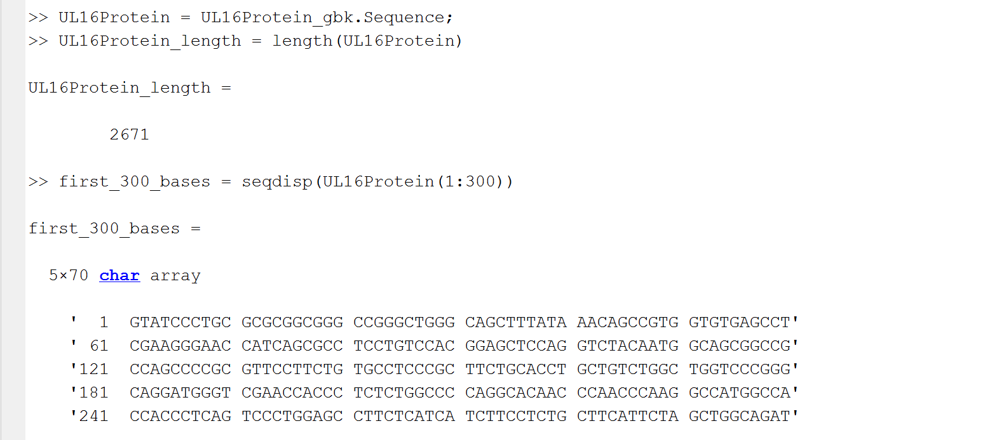 >> UL16Protein = UL16Protein_gbk.Sequence;
>> UL16Protein_length = length(UL16Protein)
UL16Protein_length =
2671
>> first_300_bases = seqdisp(UL16Protein(1:300))
first_300_bases =
5×70 char array
'  1  GTATCCCTGC GCGCGGCGGG CCGGGCTGGG CAGCTTTATA AACAGCCGTG GTGTGAGCCT'
' 61  CGAAGGGAAC CATCAGCGCC TCCTGTCCAC GGAGCTCCAG GTCTACAATG GCAGCGGCCG'
'121  CCAGCCCCGC GTTCCTTCTG TGCCTCCCGC TTCTGCACCT GCTGTCTGGC TGGTCCCGGG'
'181  CAGGATGGGT CGAACCACCC TCTCTGGCCC CAGGCACAAC CCAACCCAAG GCCATGGCCA'
'241  CCACCCTCAG TCCCTGGAGC CTTCTCATCA TCTTCCTCTG CTTCATTCTA GCTGGCAGAT'